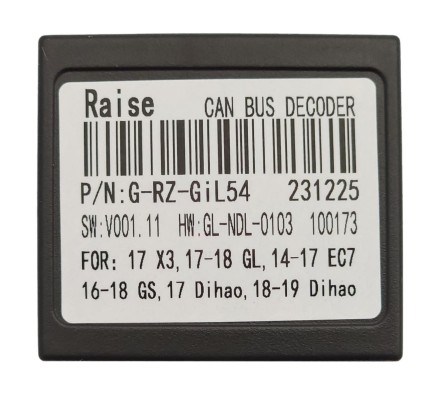 Raise CAN BUS DECODER
P/N:G-RZ-GiL54 231225
SW:V001.11 HW:GL-NDL-0103 100173
FOR: 17 X3,17-18 GL,14-17 EC7
16-18 GS,17 Dihao,18-19 Dihao